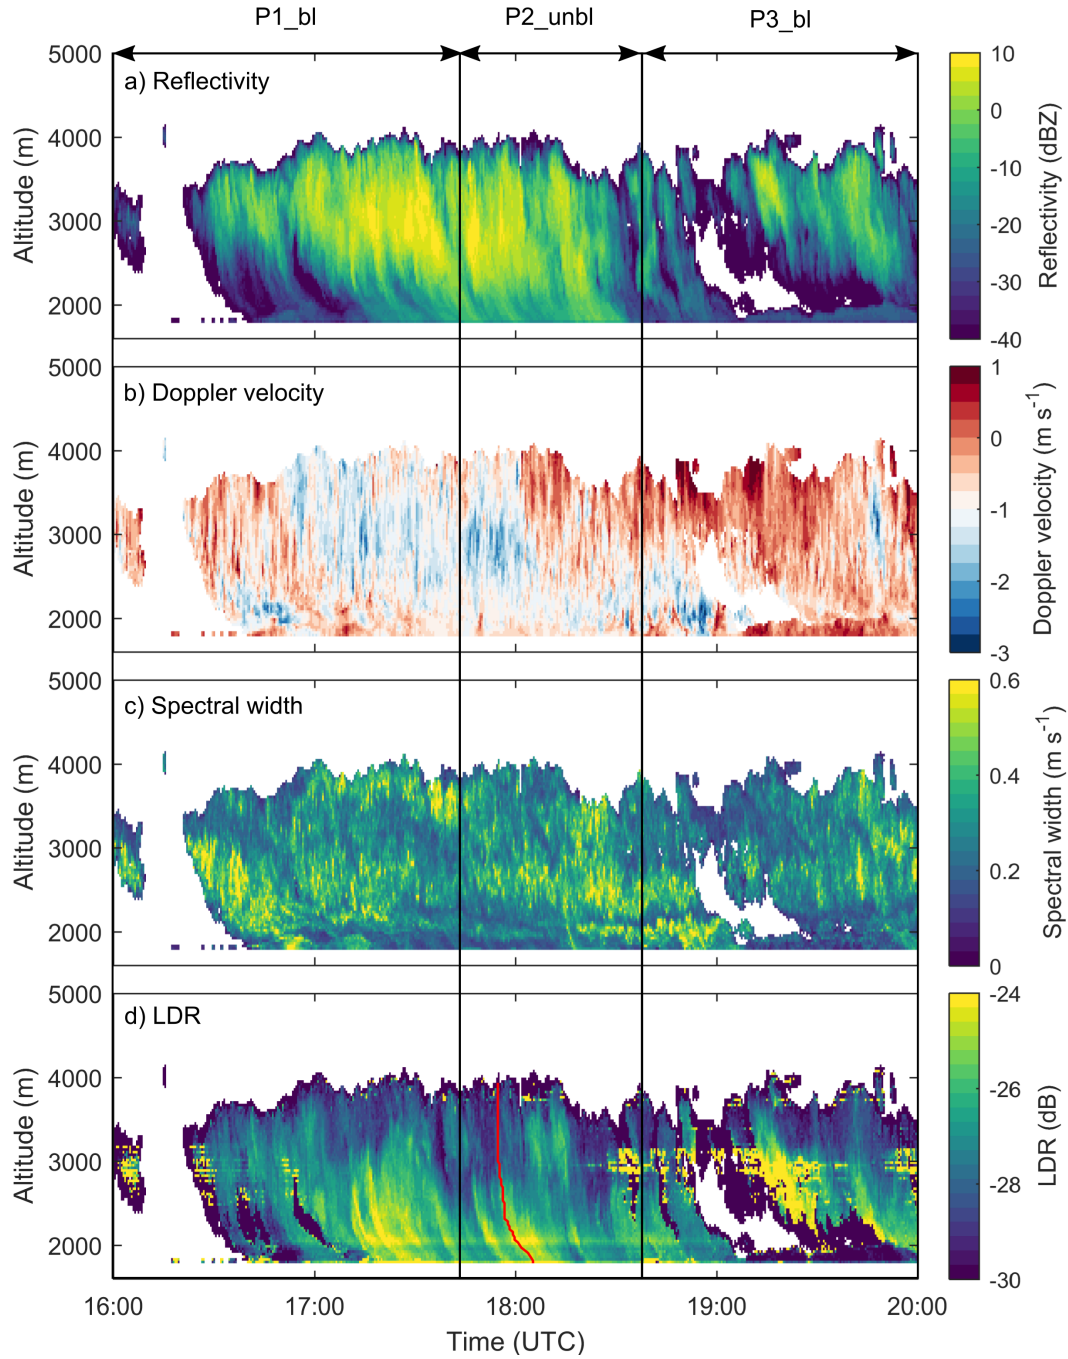 P1_bl P2_unbl P3_bl
a) Reflectivity
5000
4000
3000
2000
Altitude (m)
10
0
-10
-20
-30
-40
Reflectivity (dBZ)
b) Doppler velocity
5000
4000
3000
2000
Altitude (m)
1
0
-1
-2
-3
Doppler velocity (m s-1)
c) Spectral width
5000
4000
3000
2000
Altitude (m)
0.6
0.4
0.2
0
Spectral width (m s-1)
d) LDR
5000
4000
3000
2000
Altitude (m)
-24
-26
-28
-30
LDR (dB)
16:00 17:00 18:00 19:00 20:00
Time (UTC)